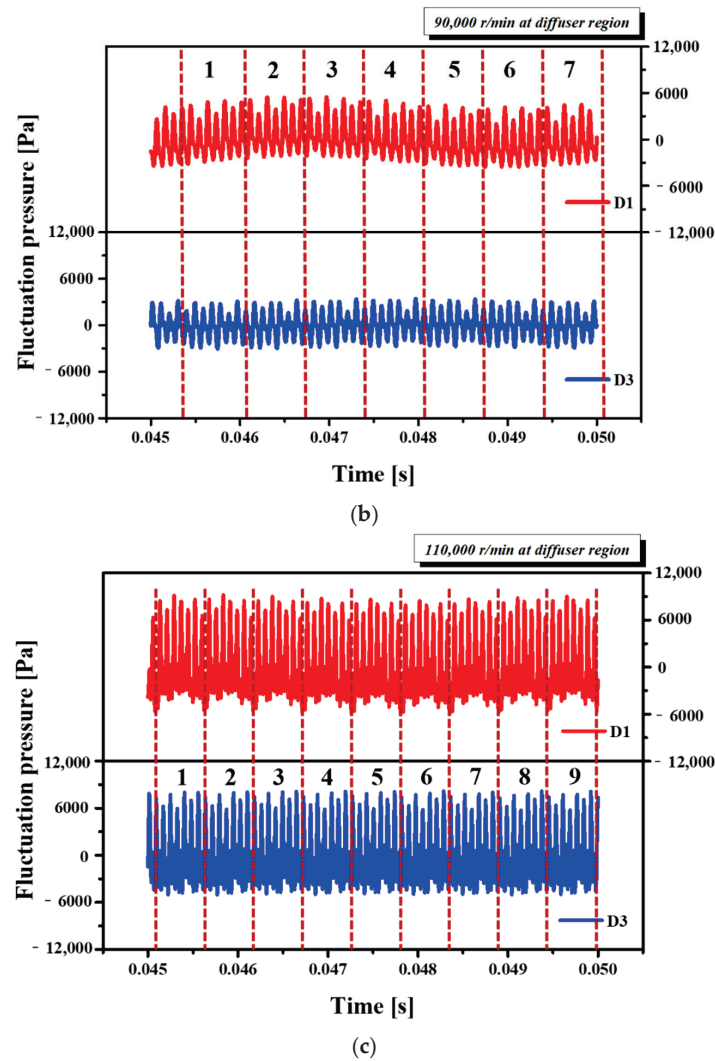 90,000 r/min at diffuser region
12,000
1 2 3 4 5 6 7
6000
0
- 6000
D1
12,000
- 12,000
6000
0
- 6000
D3
- 12,000
Fluctuation pressure [Pa]
0.045 0.046 0.047 0.048 0.049 0.050
Time [s]
(b)
110,000 r/min at diffuser region
12,000
6000
0
- 6000
D1
12,000
- 12,000
1 2 3 4 5 6 7 8 9
6000
0
- 6000
D3
- 12,000
Fluctuation pressure [Pa]
0.045 0.046 0.047 0.048 0.049 0.050
Time [s]
(c)